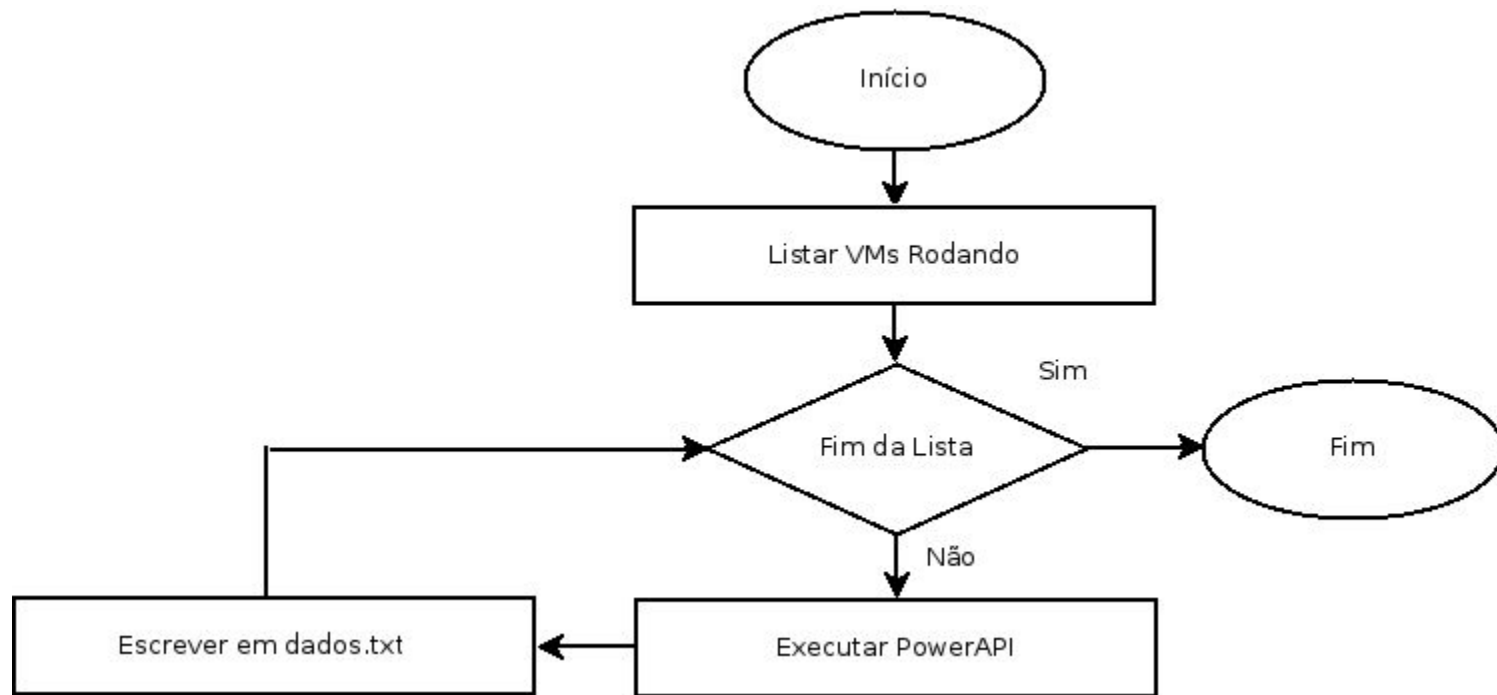 Início
Listar VMs Rodando
Sim
Fim da Lista
Fim
Não
Escrever em dados.txt
Executar PowerAPI